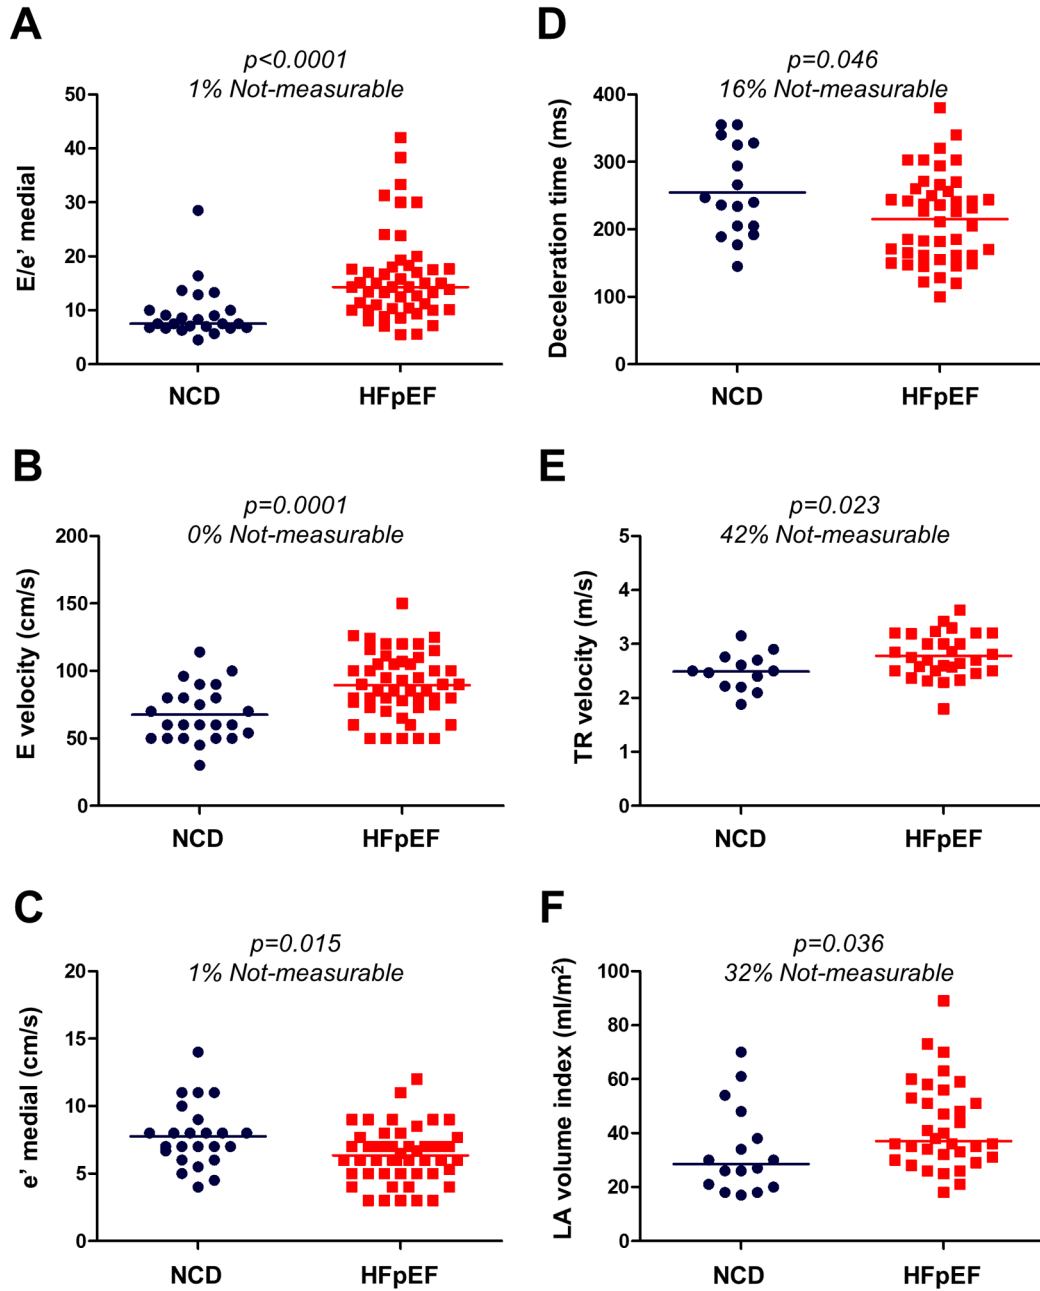 A
p<0.0001
1% Not-measurable
E/e’ medial
50
40
30
20
10
0
NCD
HFpEF
B
p=0.0001
0% Not-measurable
E velocity (cm/s)
200
150
100
50
0
NCD
HFpEF
C
p=0.015
1% Not-measurable
e’ medial (cm/s)
20
15
10
5
0
NCD
HFpEF
D
p=0.046
16% Not-measurable
Deceleration time (ms)
400
300
200
100
0
NCD
HFpEF
E
p=0.023
42% Not-measurable
TR velocity (m/s)
5
4
3
2
1
0
NCD
HFpEF
F
p=0.036
32% Not-measurable
LA volume index (ml/m²)
100
80
60
40
20
0
NCD
HFpEF